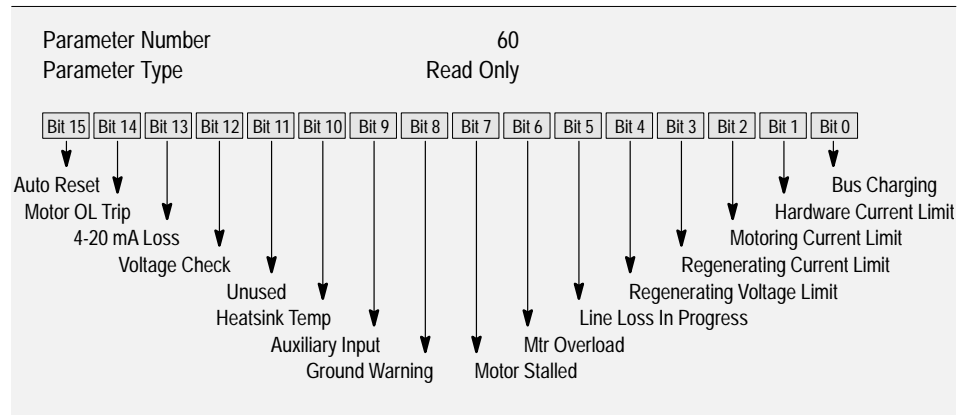 Parameter Number 60
Parameter Type Read Only
Bit 15 Bit 14 Bit 13 Bit 12 Bit 11 Bit 10 Bit 9 Bit 8 Bit 7 Bit 6 Bit 5 Bit 4 Bit 3 Bit 2 Bit 1 Bit 0
Auto Reset Bus Charging
Motor OL Trip Hardware Current Limit
4-20 mA Loss Motoring Current Limit
Voltage Check Regenerating Current Limit
Unused Regenerating Voltage Limit
Heatsink Temp Line Loss In Progress
Auxiliary Input Mtr Overload
Ground Warning Motor Stalled